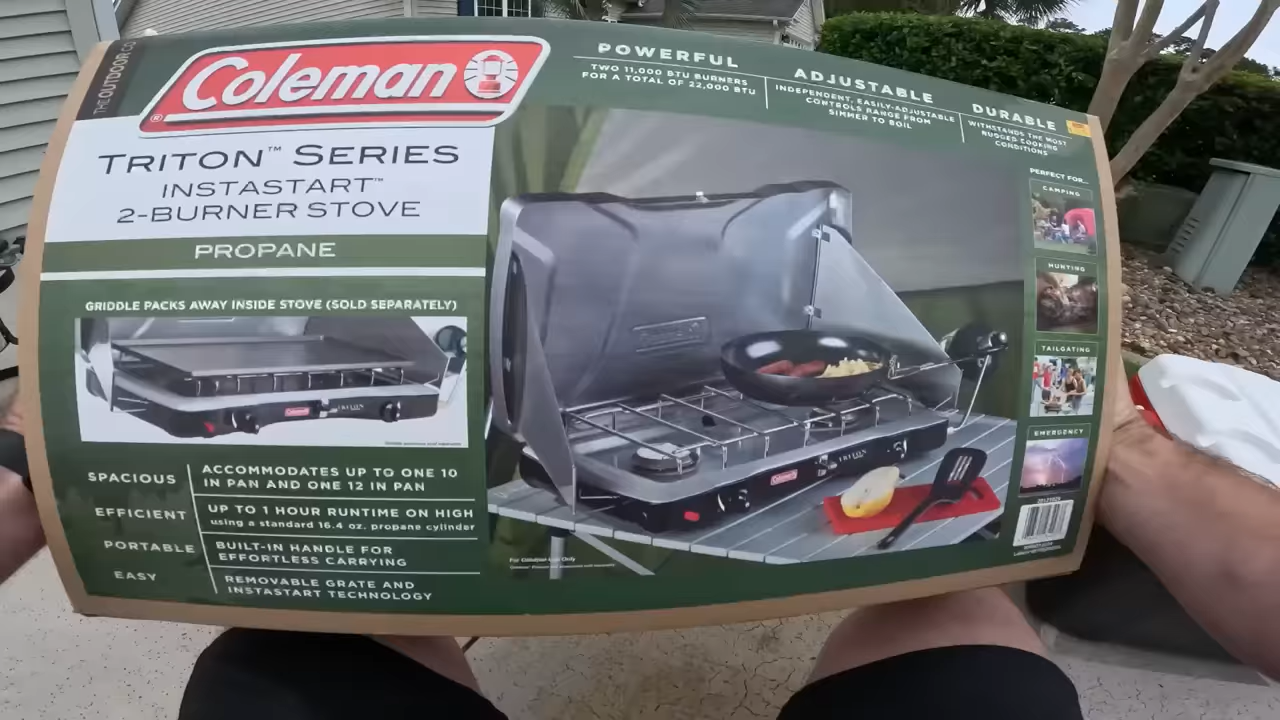 THE OUTDOOR CO
Coleman
®
TRITON™ SERIES
INSTASTART™
2-BURNER STOVE
PROPANE
GRIDDLE PACKS AWAY INSIDE STOVE (SOLD SEPARATELY)
Coleman
TRITON
SPACIOUS
ACCOMMODATES UP TO ONE 10
IN PAN AND ONE 12 IN PAN
EFFICIENT
UP TO 1 HOUR RUNTIME ON HIGH
using a standard 16.4 oz. propane cylinder
PORTABLE
BUILT-IN HANDLE FOR
EFFORTLESS CARRYING
EASY
REMOVABLE GRATE AND
INSTASTART TECHNOLOGY
POWERFUL
TWO 11,000 BTU BURNERS
FOR A TOTAL OF 22,000 BTU
ADJUSTABLE
INDEPENDENT, EASILY-ADJUSTABLE
CONTROLS RANGE FROM
SIMMER TO BOIL
DURABLE
WITHSTANDS THE MOST
RUGGED COOKING
CONDITIONS
Coleman
Coleman
TRITON
For Outdoor Use Only
PERFECT FOR...
CAMPING
HUNTING
TAILGATING
EMERGENCY